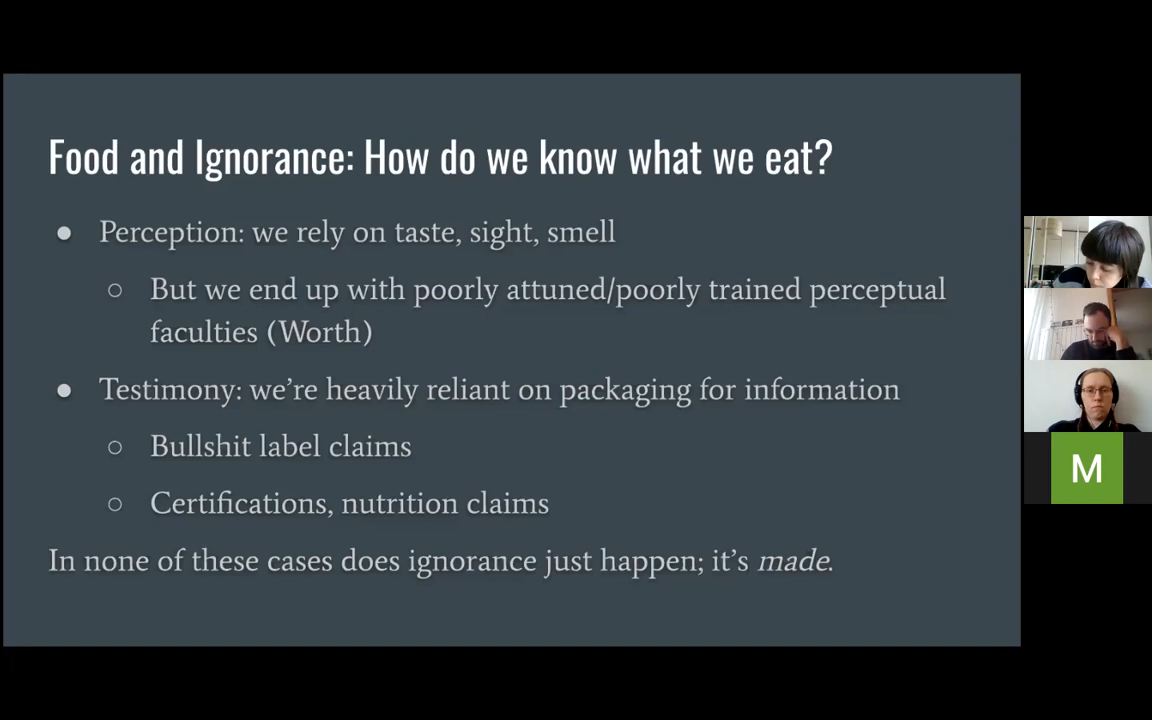 Food and Ignorance: How do we know what we eat?
● Perception: we rely on taste, sight, smell
○ But we end up with poorly attuned/poorly trained perceptual
faculties (Worth)
● Testimony: we’re heavily reliant on packaging for information
○ Bullshit label claims
○ Certifications, nutrition claims
In none of these cases does ignorance just happen; it’s made.
M